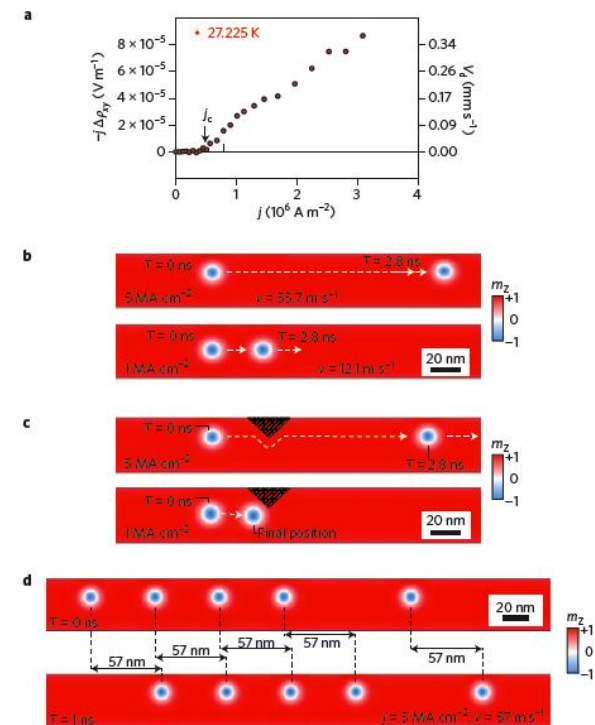 a
27.225 K
8 × 10⁻⁵
6 × 10⁻⁵
4 × 10⁻⁵
2 × 10⁻⁵
0
−j Δρxy (V m⁻¹)
jc
0.34
0.26
0.17
0.09
0.00
Vd (mm s⁻¹)
0 1 2 3 4
j (10⁶ A m⁻²)
b
T = 0 ns
T = 2.8 ns
5 MA cm⁻²
v = 55.7 m s⁻¹
T = 0 ns
T = 2.8 ns
1 MA cm⁻²
v = 12.1 m s⁻¹
20 nm
mz
+1
0
−1
c
T = 0 ns
5 MA cm⁻²
T = 2.8 ns
T = 0 ns
1 MA cm⁻²
Final position
20 nm
mz
+1
0
−1
d
T = 0 ns
20 nm
57 nm
57 nm
57 nm
57 nm
57 nm
T = 1 ns
j = 5 MA cm⁻², v = 57 m s⁻¹
mz
+1
0
−1